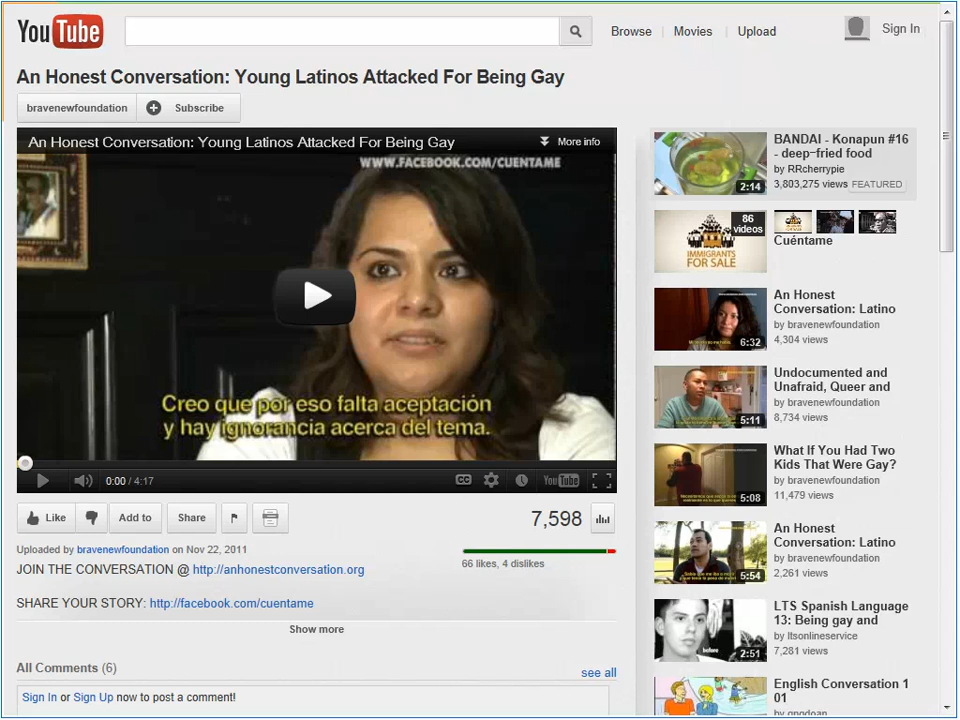 YouTube
Browse
Movies
Upload
Sign In
An Honest Conversation: Young Latinos Attacked For Being Gay
bravenewfoundation
Subscribe
An Honest Conversation: Young Latinos Attacked For Being Gay
More info
WWW.FACEBOOK.COM/CUENTAME
Creo que por eso falta aceptación
y hay ignorancia acerca del tema.
0:00 / 4:17
CC
YouTube
Like
Add to
Share
7,598
Uploaded by bravenewfoundation on Nov 22, 2011
66 likes, 4 dislikes
JOIN THE CONVERSATION @ http://anhonestconversation.org
SHARE YOUR STORY: http://facebook.com/cuentame
Show more
All Comments (6)
see all
Sign In or Sign Up now to post a comment!
BANDAI - Konapun #16
- deep-fried food
by RRcherrypie
3,803,275 views FEATURED
2:14
86
videos
IMMIGRANTS
FOR SALE
Cuéntame
An Honest
Conversation: Latino
by bravenewfoundation
4,304 views
6:32
Undocumented and
Unafraid, Queer and
by bravenewfoundation
8,734 views
5:11
What If You Had Two
Kids That Were Gay?
by bravenewfoundation
11,479 views
5:08
An Honest
Conversation: Latino
by bravenewfoundation
2,261 views
5:54
LTS Spanish Language
13: Being gay and
by ltsonlineservice
7,281 views
before
2:51
English Conversation 1
01